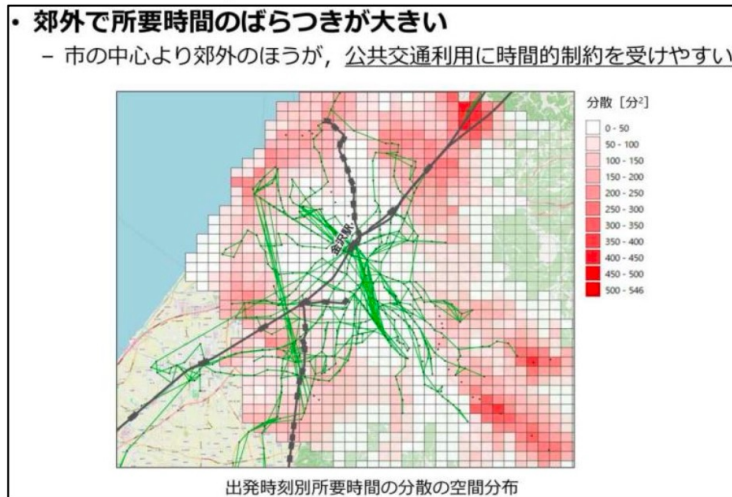 • 郊外で所要時間のばらつきが大きい
– 市の中心より郊外のほうが，公共交通利用に時間的制約を受けやすい
分散［分²］
0 - 50
50 - 100
100 - 150
150 - 200
200 - 250
250 - 300
300 - 350
350 - 400
400 - 450
450 - 500
500 - 546
金沢駅
出発時刻別所要時間の分散の空間分布